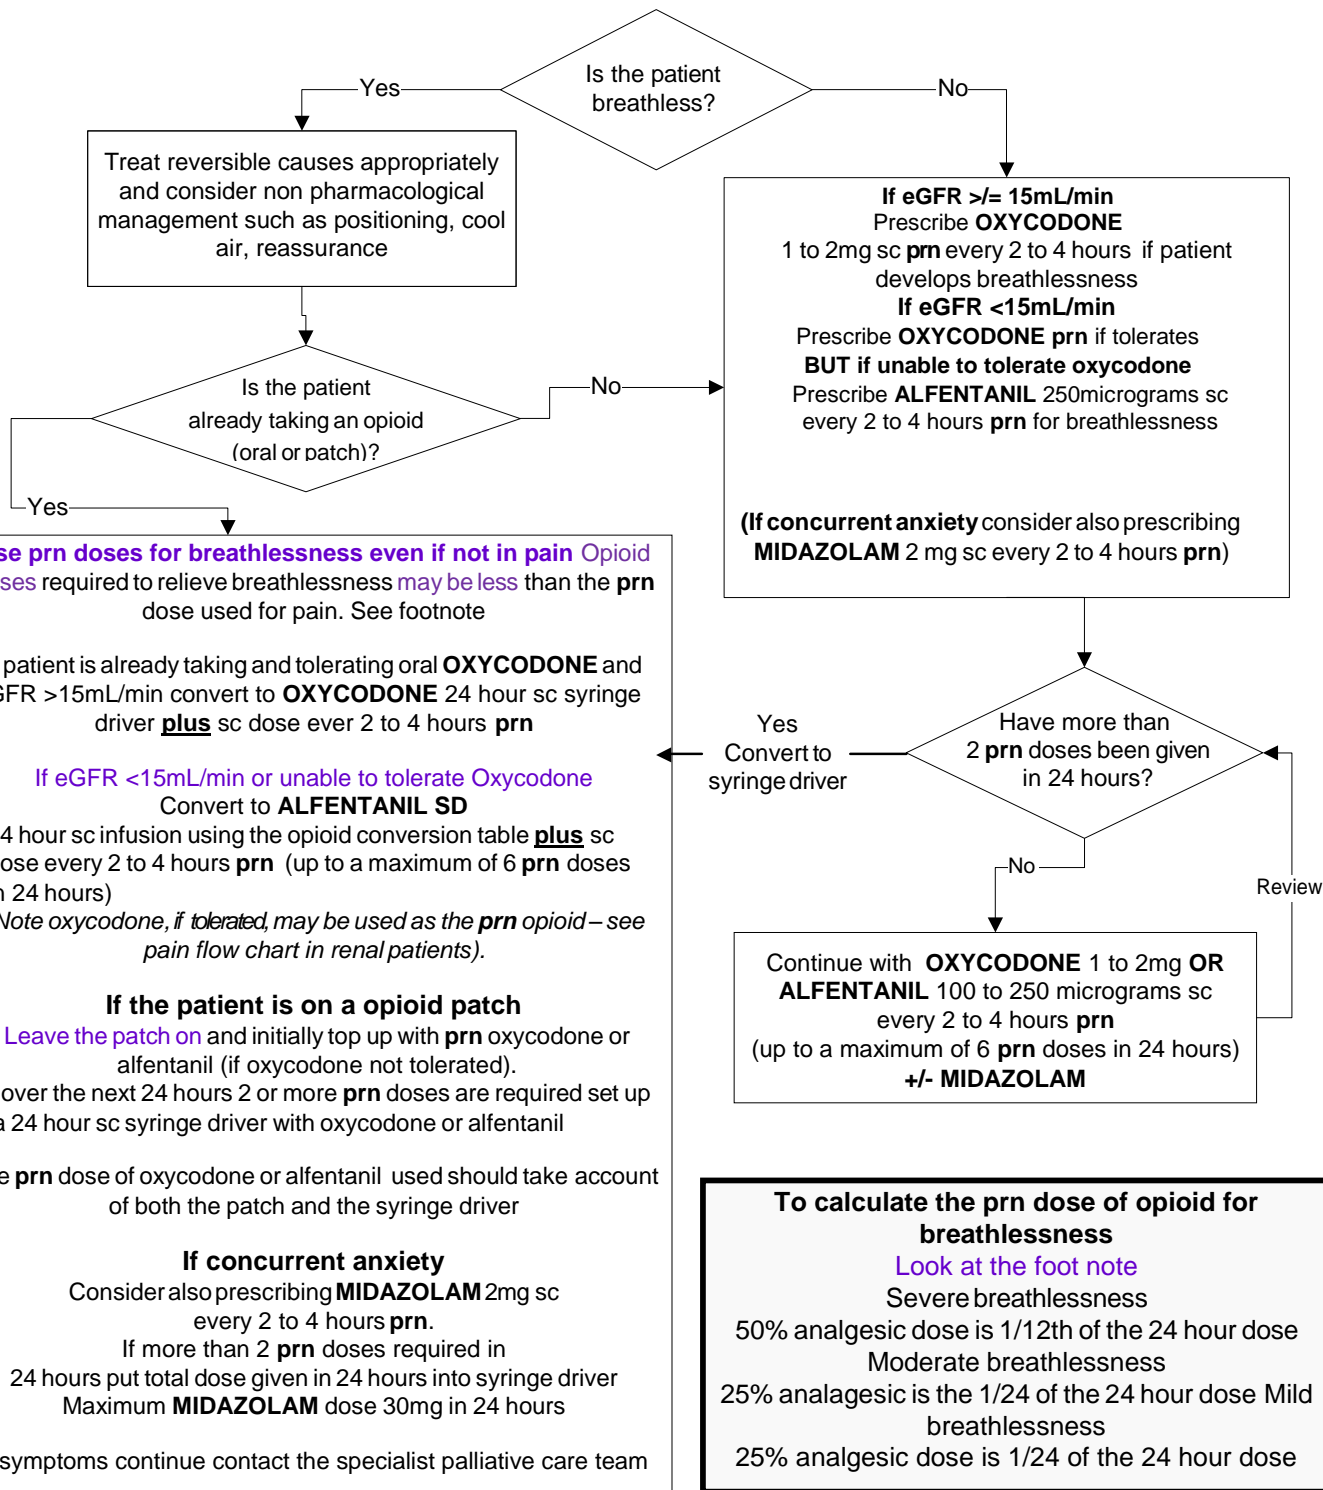 Is the patient
breathless?
Yes
No
Treat reversible causes appropriately
and consider non pharmacological
management such as positioning, cool
air, reassurance
If eGFR >/= 15mL/min
Prescribe OXYCODONE
1 to 2mg sc prn every 2 to 4 hours if patient
develops breathlessness
If eGFR <15mL/min
Prescribe OXYCODONE prn if tolerates
BUT if unable to tolerate oxycodone
Prescribe ALFENTANIL 250micrograms sc
every 2 to 4 hours prn for breathlessness
(If concurrent anxiety consider also prescribing
MIDAZOLAM 2 mg sc every 2 to 4 hours prn)
Is the patient
already taking an opioid
(oral or patch)?
No
Yes
se prn doses for breathlessness even if not in pain Opioid
ses required to relieve breathlessness may be less than the prn
dose used for pain. See footnote
patient is already taking and tolerating oral OXYCODONE and
GFR >15mL/min convert to OXYCODONE 24 hour sc syringe
driver plus sc dose ever 2 to 4 hours prn
If eGFR <15mL/min or unable to tolerate Oxycodone
Convert to ALFENTANIL SD
4 hour sc infusion using the opioid conversion table plus sc
ose every 2 to 4 hours prn (up to a maximum of 6 prn doses
n 24 hours)
Note oxycodone, if tolerated, may be used as the prn opioid – see
pain flow chart in renal patients).
If the patient is on a opioid patch
Leave the patch on and initially top up with prn oxycodone or
alfentanil (if oxycodone not tolerated).
over the next 24 hours 2 or more prn doses are required set up
a 24 hour sc syringe driver with oxycodone or alfentanil
e prn dose of oxycodone or alfentanil used should take account
of both the patch and the syringe driver
If concurrent anxiety
Consider also prescribing MIDAZOLAM 2mg sc
every 2 to 4 hours prn.
If more than 2 prn doses required in
24 hours put total dose given in 24 hours into syringe driver
Maximum MIDAZOLAM dose 30mg in 24 hours
symptoms continue contact the specialist palliative care team
Have more than
2 prn doses been given
in 24 hours?
Yes
Convert to
syringe driver
No
Review
Continue with OXYCODONE 1 to 2mg OR
ALFENTANIL 100 to 250 micrograms sc
every 2 to 4 hours prn
(up to a maximum of 6 prn doses in 24 hours)
+/- MIDAZOLAM
To calculate the prn dose of opioid for
breathlessness
Look at the foot note
Severe breathlessness
50% analgesic dose is 1/12th of the 24 hour dose
Moderate breathlessness
25% analagesic is the 1/24 of the 24 hour dose Mild
breathlessness
25% analgesic dose is 1/24 of the 24 hour dose